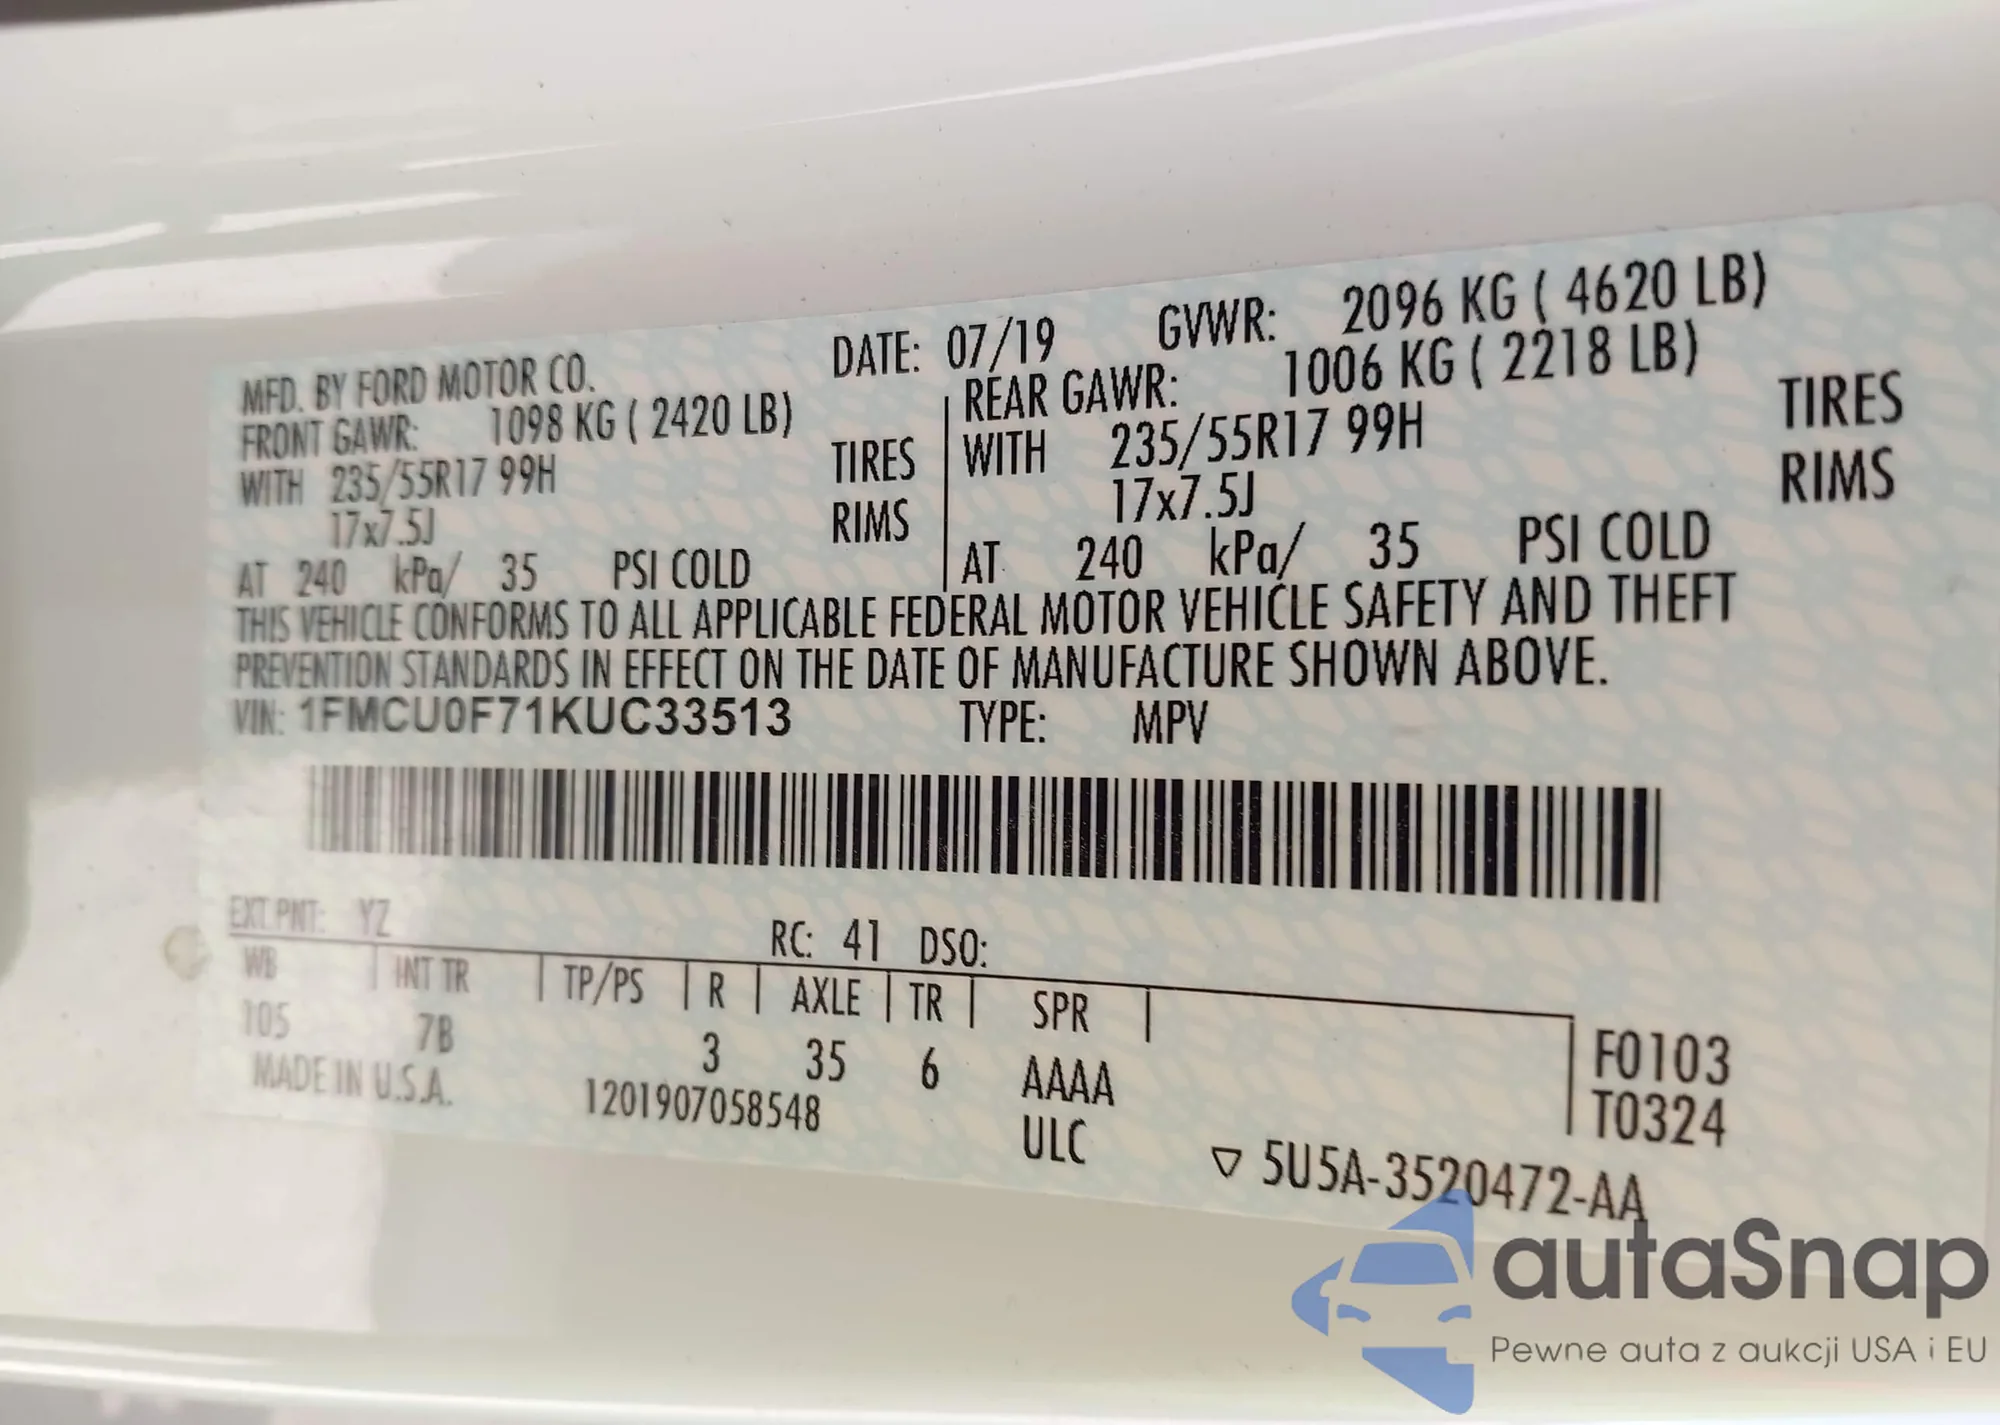 MFD. BY FORD MOTOR CO. DATE: 07/19 GVWR: 2096 KG ( 4620 LB)
FRONT GAWR: 1098 KG ( 2420 LB) REAR GAWR: 1006 KG ( 2218 LB)
WITH 235/55R17 99H TIRES WITH 235/55R17 99H TIRES
17x7.5J RIMS 17x7.5J RIMS
AT 240 kPa/ 35 PSI COLD AT 240 kPa/ 35 PSI COLD
THIS VEHICLE CONFORMS TO ALL APPLICABLE FEDERAL MOTOR VEHICLE SAFETY AND THEFT
PREVENTION STANDARDS IN EFFECT ON THE DATE OF MANUFACTURE SHOWN ABOVE.
VIN: 1FMCU0F71KUC33513 TYPE: MPV
EXT. PNT: YZ RC: 41 DSO:
WB INT TR TP/PS R AXLE TR SPR
105 7B 3 35 6 AAAA F0103
MADE IN U.S.A. 1201907058548 ULC T0324
▽ 5U5A-3520472-AA
autaSnap
Pewne auta z aukcji USA i EU